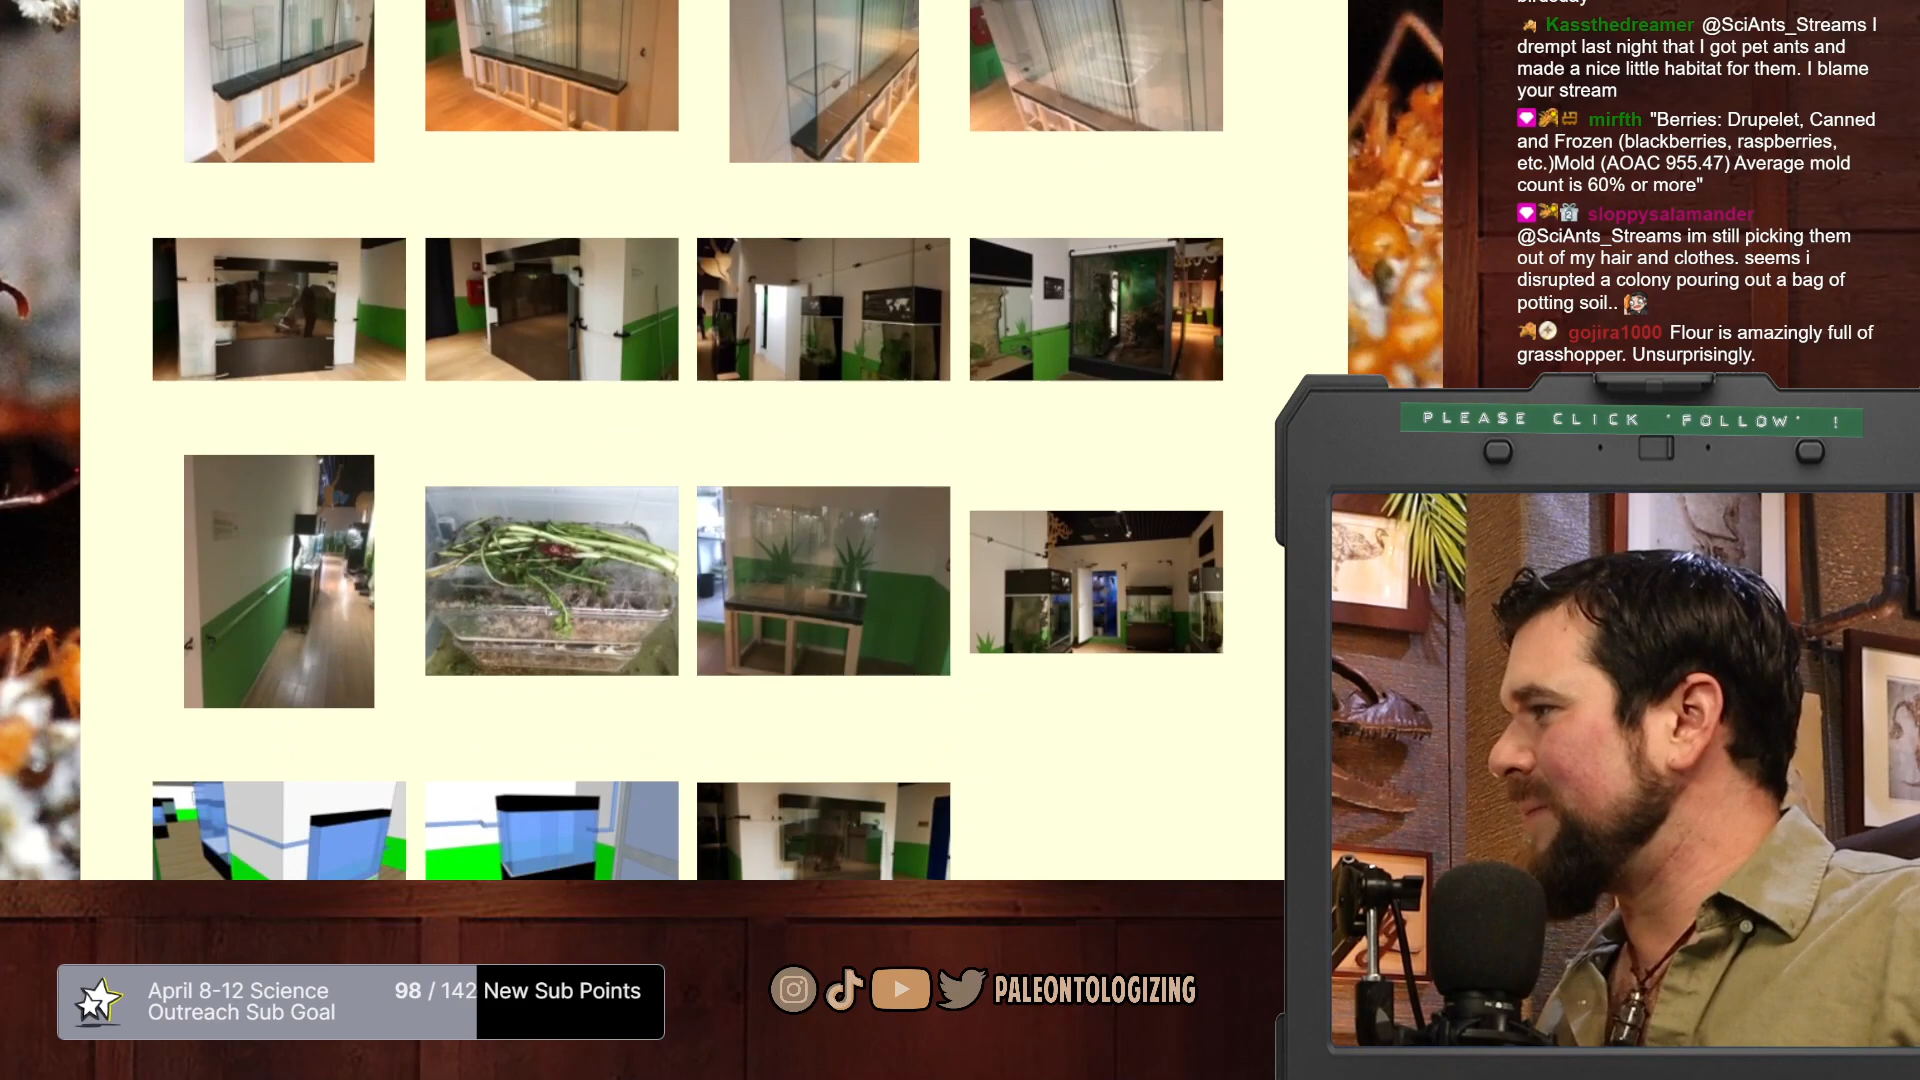 birdsday
Kassthedreamer @SciAnts_Streams I
drempt last night that I got pet ants and
made a nice little habitat for them. I blame
your stream
mirfth "Berries: Drupelet, Canned
and Frozen (blackberries, raspberries,
etc.)Mold (AOAC 955.47) Average mold
count is 60% or more"
sloppysalamander
@SciAnts_Streams im still picking them
out of my hair and clothes. seems i
disrupted a colony pouring out a bag of
potting soil..
gojira1000 Flour is amazingly full of
grasshopper. Unsurprisingly.
PLEASE CLICK 'FOLLOW' !
April 8-12 Science
Outreach Sub Goal
98 / 142 New Sub Points
PALEONTOLOGIZING